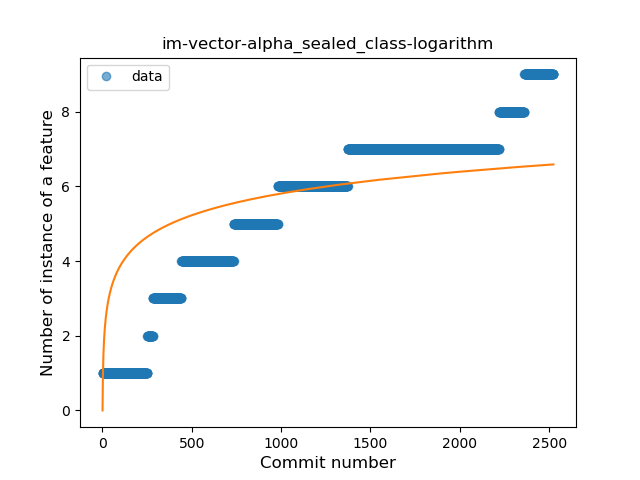 im-vector-alpha_sealed_class-logarithm
data
Number of instance of a feature
8
6
4
2
0
0 500 1000 1500 2000 2500
Commit number